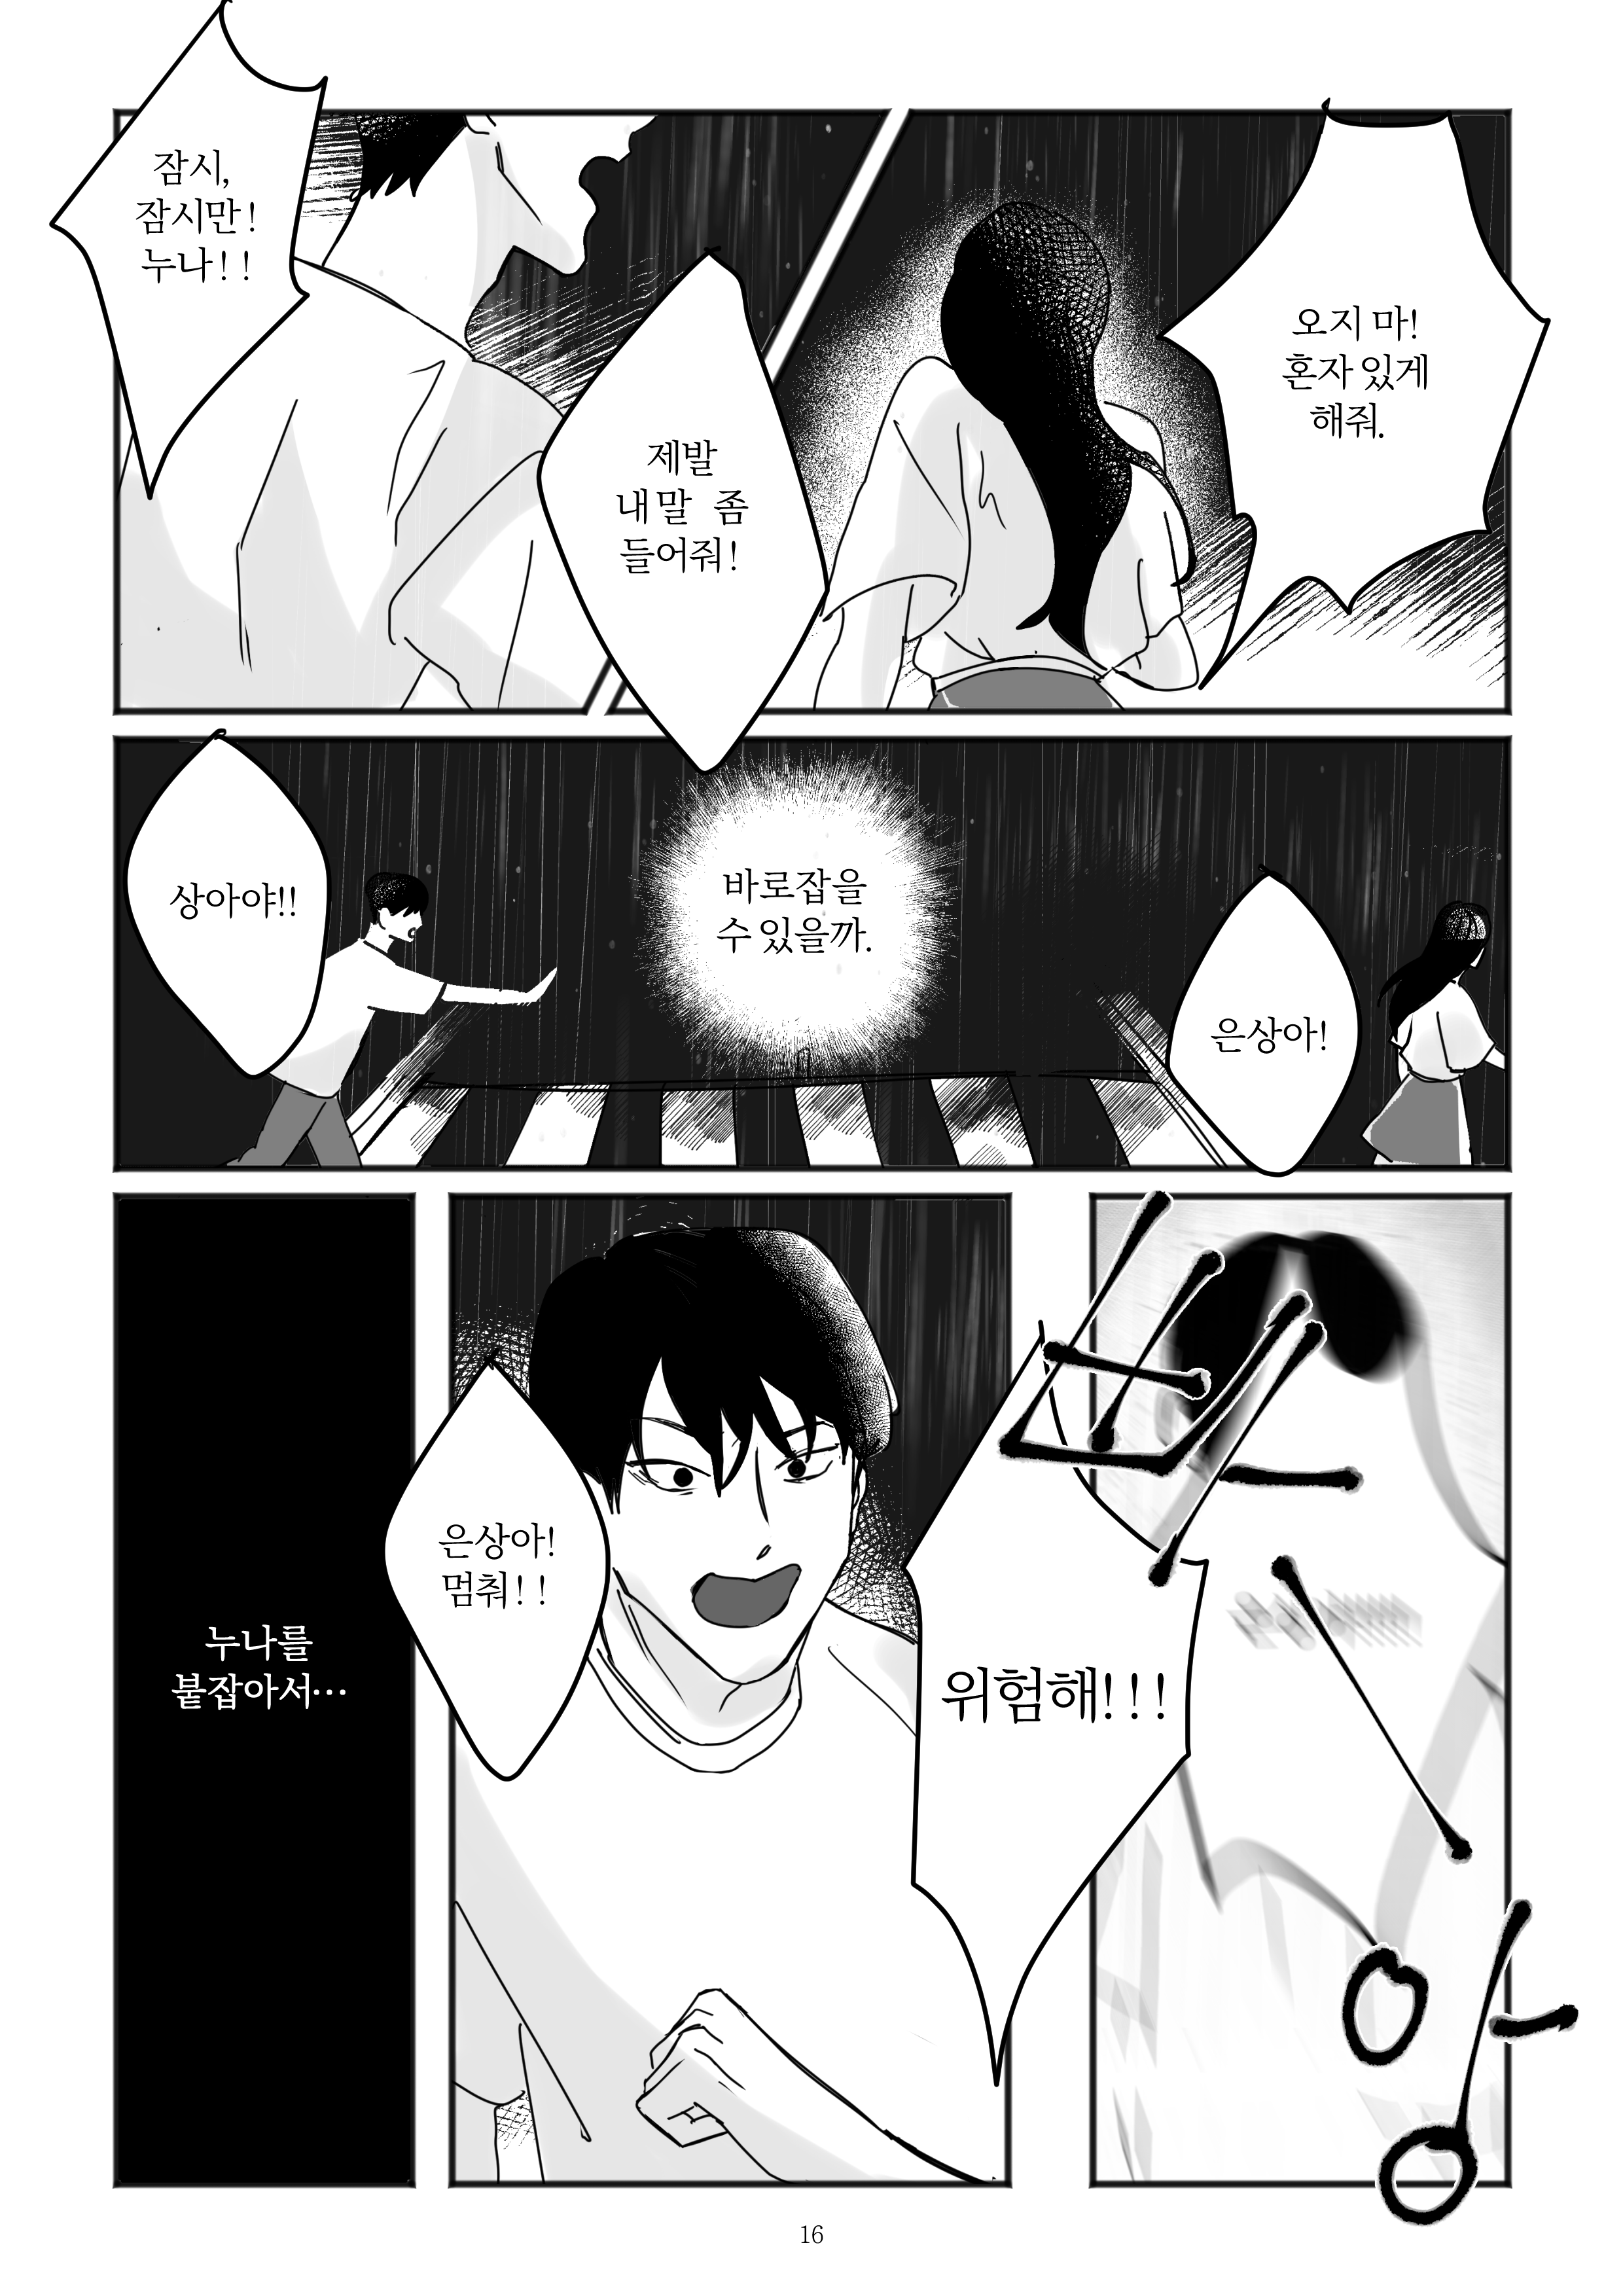 잠시,
잠시만!
누나!!
제발
내말 좀
들어줘!
오지 마!
혼자 있게
해줘.
상아야!!
바로잡을
수 있을까.
은상아!
누나를
붙잡아서…
은상아!
멈춰!!
위험해!!!
16